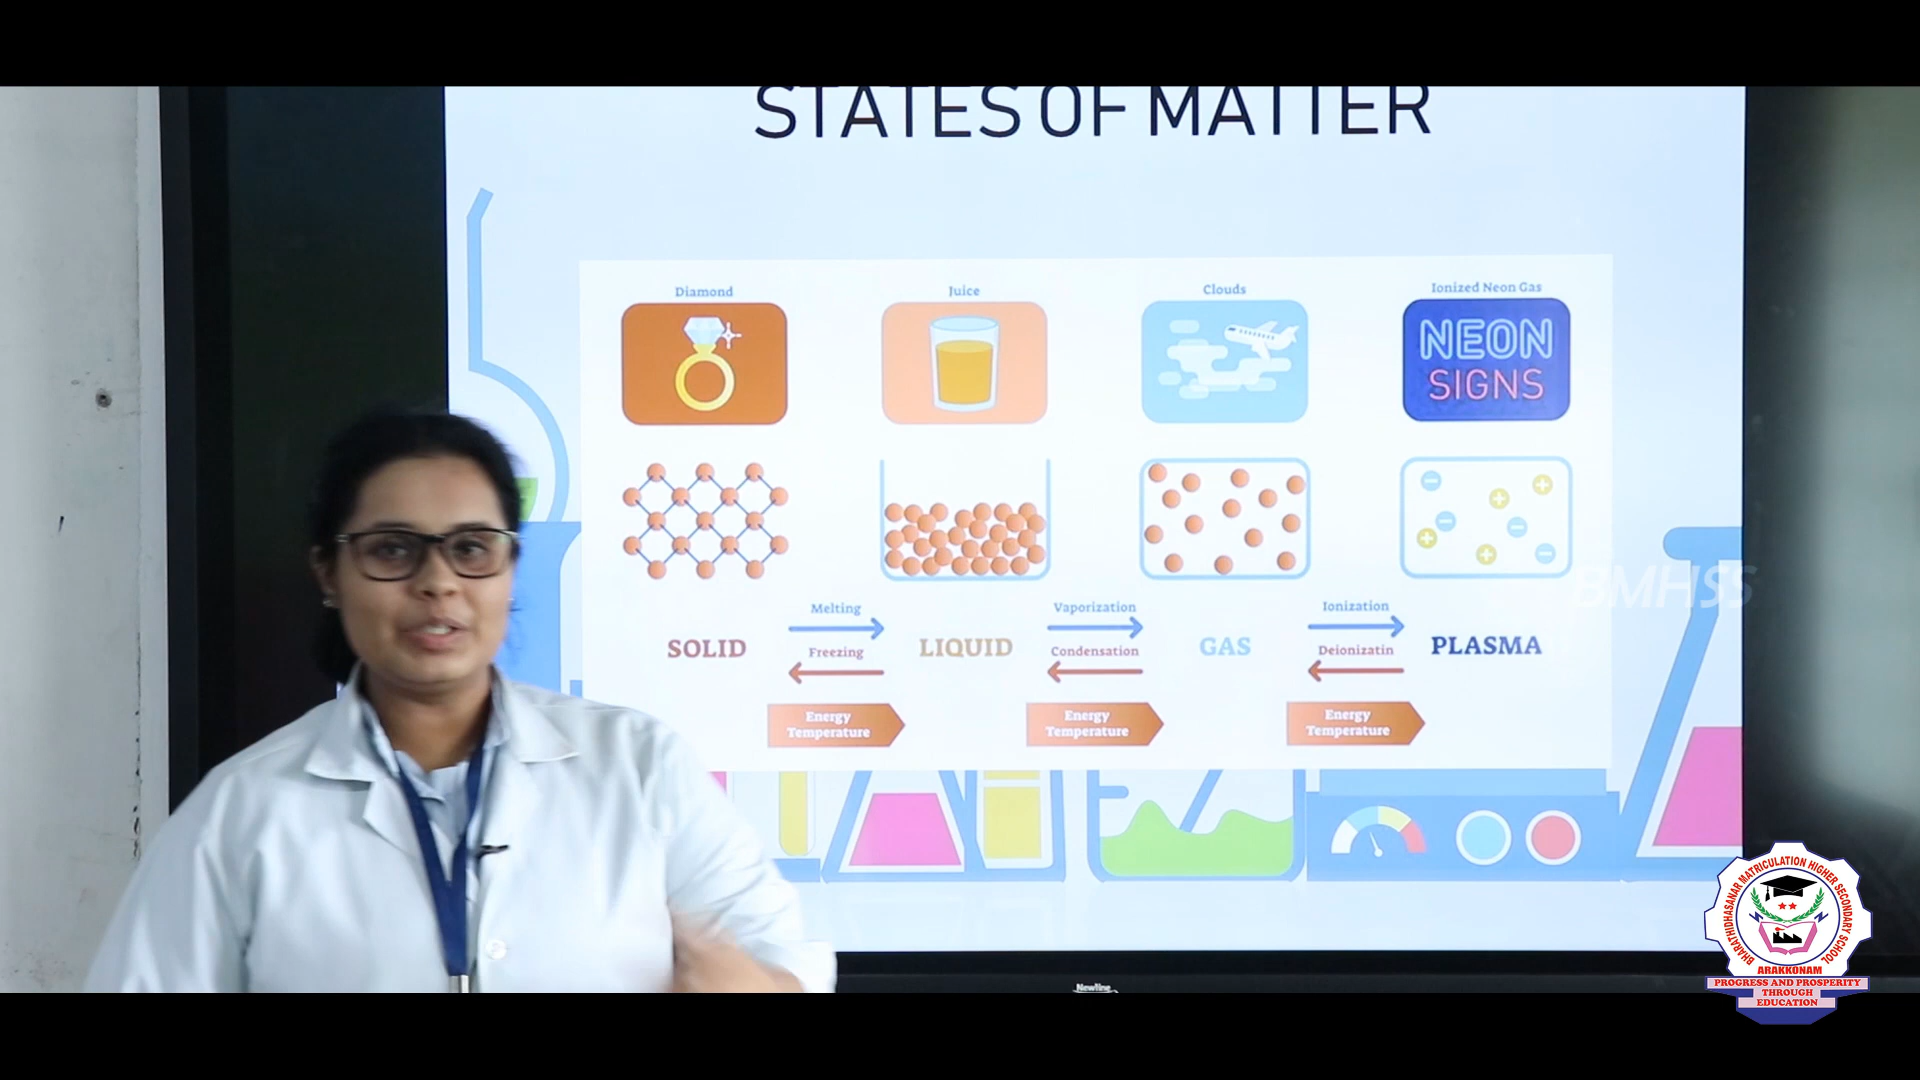 STATES OF MATTER
Diamond
Juice
Clouds
Ionized Neon Gas
NEON
SIGNS
Melting
Vaporization
Ionization
SOLID
LIQUID
GAS
PLASMA
Freezing
Condensation
Deionizatin
Energy
Temperature
Energy
Temperature
Energy
Temperature
BMHSS
Newline
BHARATHIDHASANAR MATRICULATION HIGHER SECONDARY SCHOOL
ARAKKONAM
PROGRESS AND PROSPERITY
THROUGH
EDUCATION